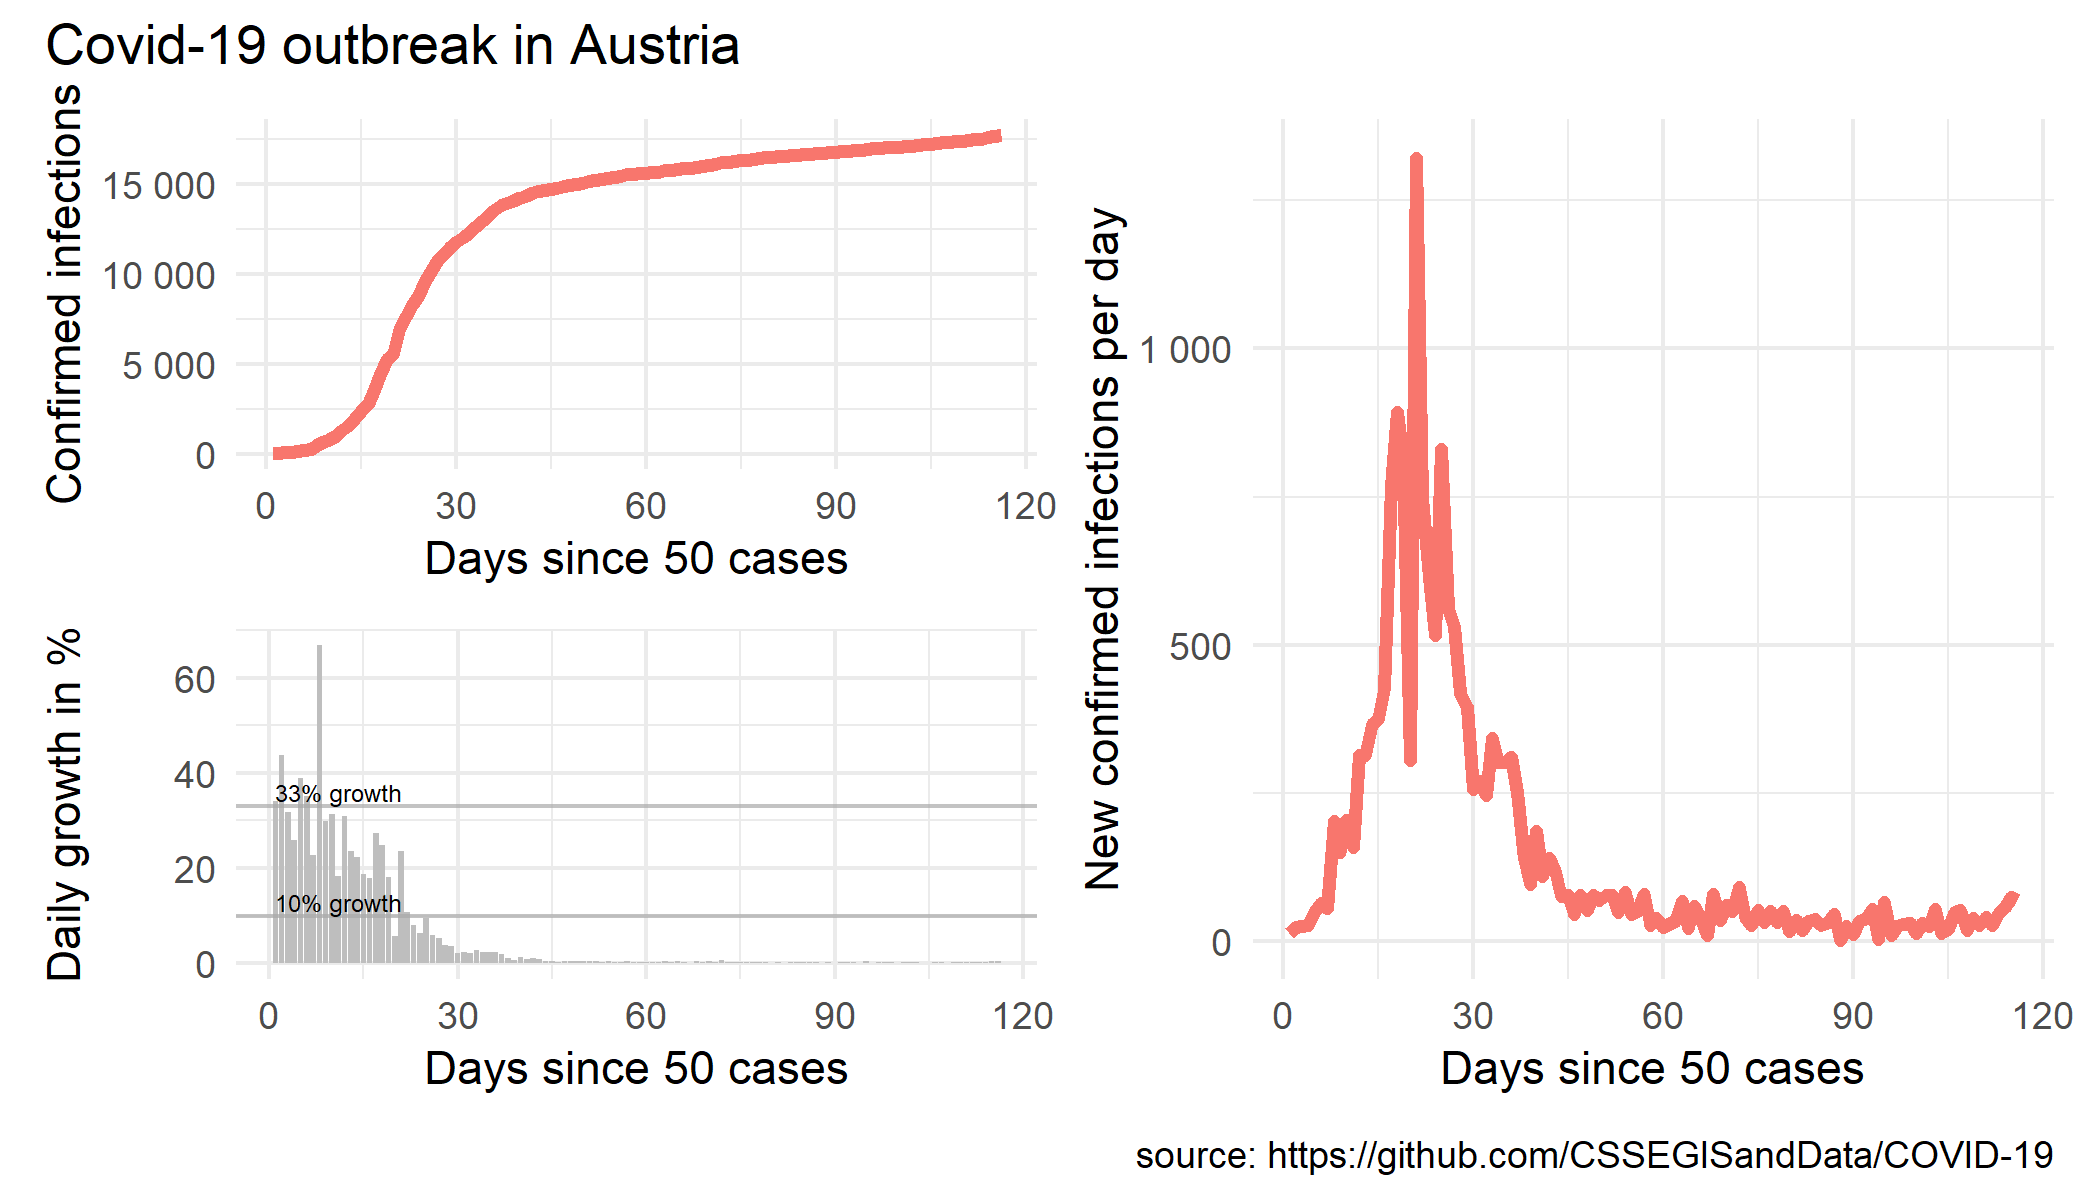 Covid-19 outbreak in Austria
Confirmed infections
15 000
10 000
5 000
0
0 30 60 90 120
Days since 50 cases
Daily growth in %
60
40
20
0
33% growth
10% growth
0 30 60 90 120
Days since 50 cases
New confirmed infections per day
1 000
500
0
0 30 60 90 120
Days since 50 cases
source: https://github.com/CSSEGISandData/COVID-19